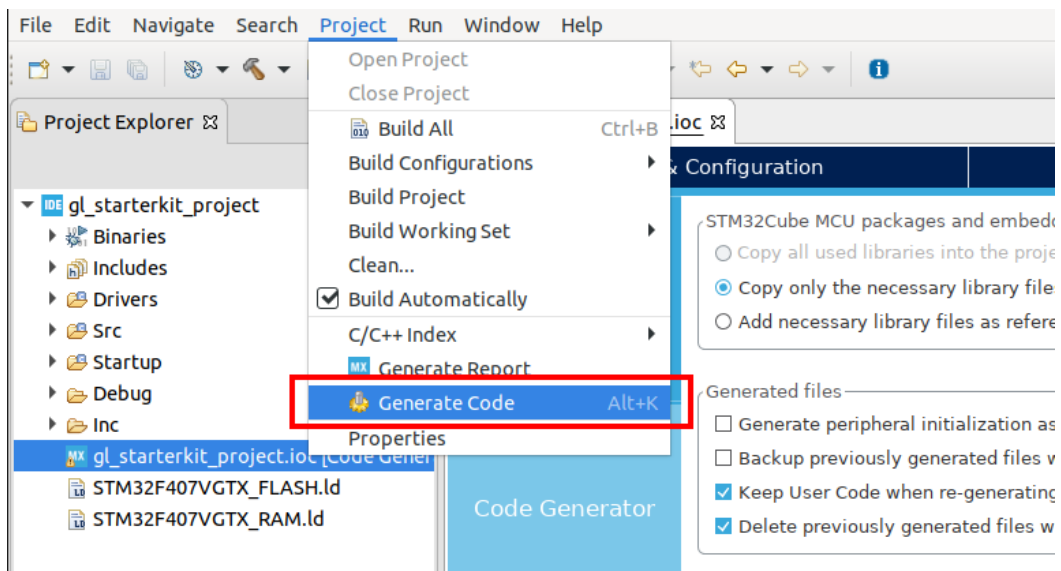 File Edit Navigate Search Project Run Window Help
Open Project
Close Project
Project Explorer
.ioc
Build All Ctrl+B
Build Configurations
& Configuration
Build Project
gl_starterkit_project
Binaries
Build Working Set
STM32Cube MCU packages and embedd
Copy all used libraries into the proje
Includes
Clean...
Copy only the necessary library file
Drivers
Build Automatically
Add necessary library files as refere
Src
C/C++ Index
Startup
Generate Report
Debug
Generate Code Alt+K
Generated files
Inc
Properties
Generate peripheral initialization as
gl_starterkit_project.ioc [Code Gener
Backup previously generated files w
STM32F407VGTX_FLASH.ld
Keep User Code when re-generating
STM32F407VGTX_RAM.ld
Code Generator
Delete previously generated files w